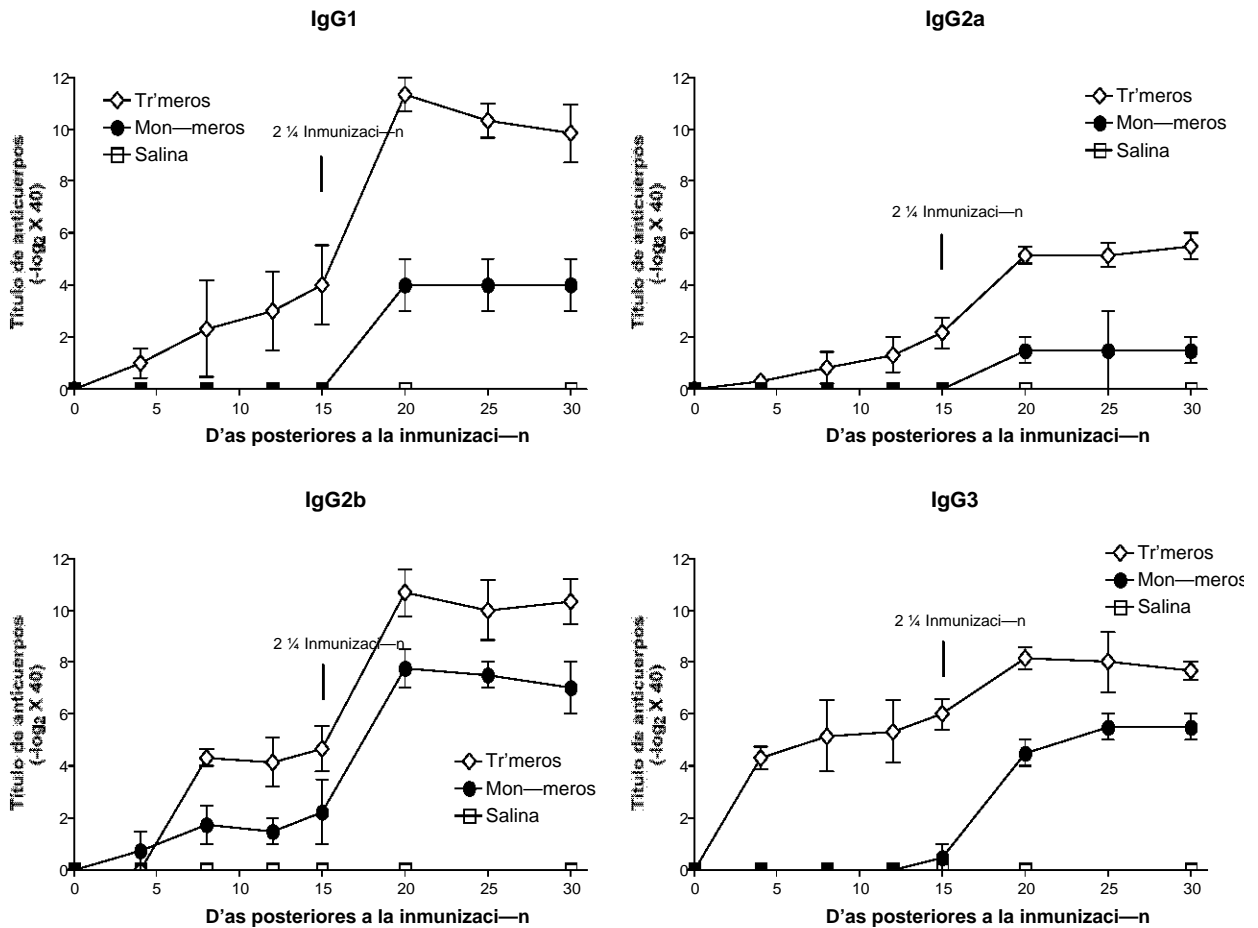 IgG1
Título de anticuerpos
(-log2 X 40)
12
10
8
6
4
2
0
Tr'meros
Mon—meros
Salina
2 ¼ Inmunizaci—n
0 5 10 15 20 25 30
D'as posteriores a la inmunizaci—n
IgG2a
Título de anticuerpos
(-log2 X 40)
12
10
8
6
4
2
0
Tr'meros
Mon—meros
Salina
2 ¼ Inmunizaci—n
0 5 10 15 20 25 30
D'as posteriores a la inmunizaci—n
IgG2b
Título de anticuerpos
(-log2 X 40)
12
10
8
6
4
2
0
2 ¼ Inmunizaci—n
Tr'meros
Mon—meros
Salina
0 5 10 15 20 25 30
D'as posteriores a la inmunizaci—n
IgG3
Título de anticuerpos
(-log2 X 40)
12
10
8
6
4
2
0
Tr'meros
Mon—meros
Salina
2 ¼ Inmunizaci—n
0 5 10 15 20 25 30
D'as posteriores a la inmunizaci—n